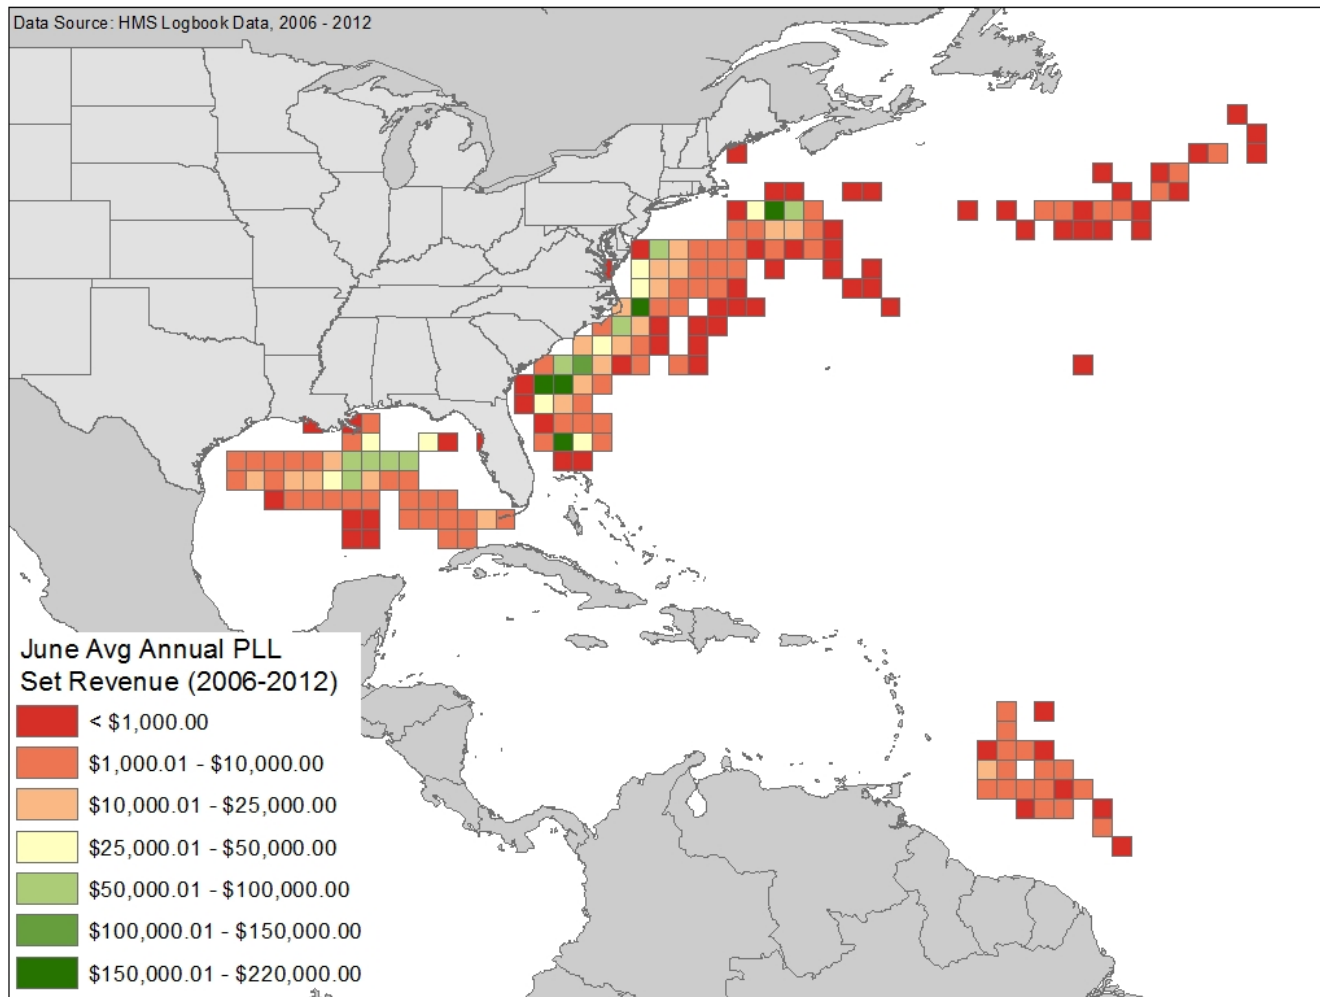 Data Source: HMS Logbook Data, 2006 - 2012
June Avg Annual PLL
Set Revenue (2006-2012)
< $1,000.00
$1,000.01 - $10,000.00
$10,000.01 - $25,000.00
$25,000.01 - $50,000.00
$50,000.01 - $100,000.00
$100,000.01 - $150,000.00
$150,000.01 - $220,000.00